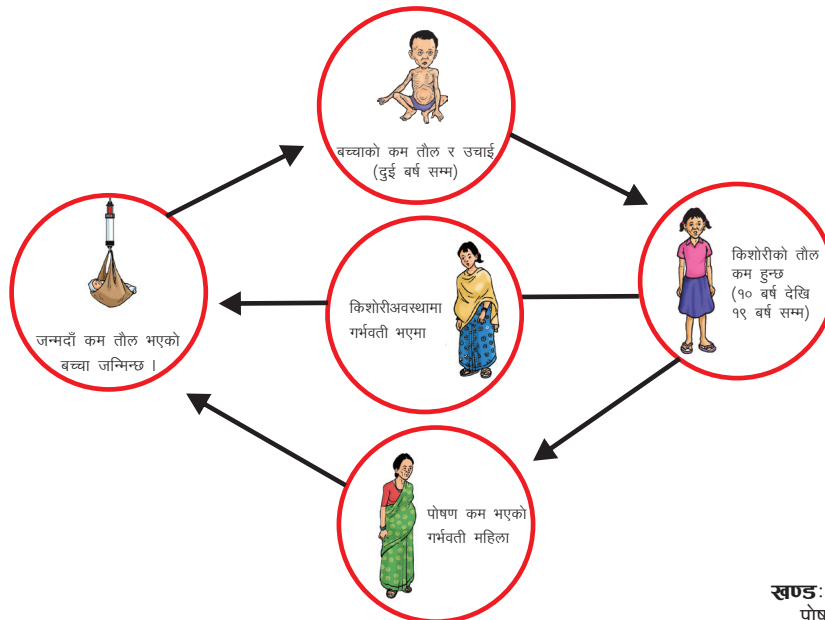 बच्चाको कम तौल र उचाई
(दुई बर्ष सम्म)
किशोरीको तौल
कम हुन्छ
(१० बर्ष देखि
१९ बर्ष सम्म)
किशोरीअवस्थामा
गर्भवती भएमा
जन्मदाँ कम तौल भएको
बच्चा जन्मिन्छ ।
पोषण कम भएको
गर्भवती महिला
खण्ड:
पोष